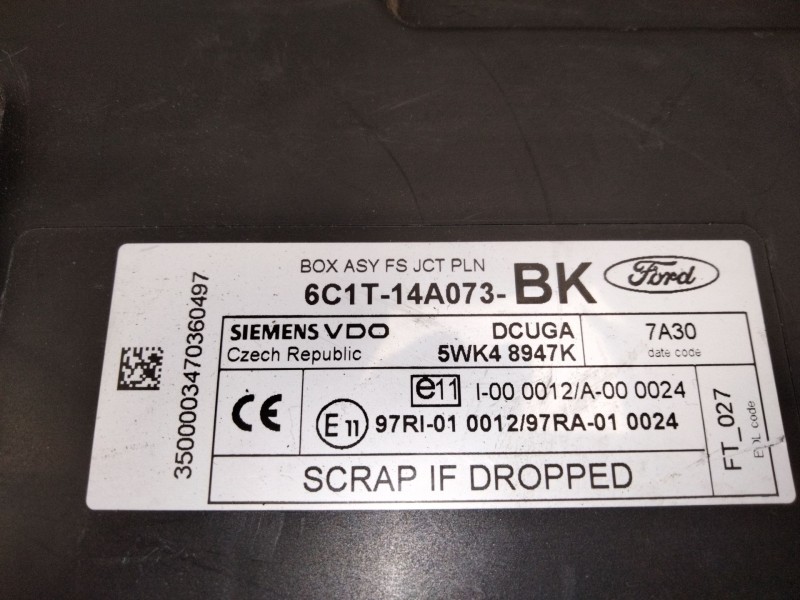 BOX ASY FS JCT PLN
6C1T-14A073-BK
Ford
SIEMENS VDO
Czech Republic
DCUGA
5WK4 8947K
7A30
date code
e11 I-00 0012/A-00 0024
CE
E11 97RI-01 0012/97RA-01 0024
SCRAP IF DROPPED
FT_027
EOL code
3500003470360497